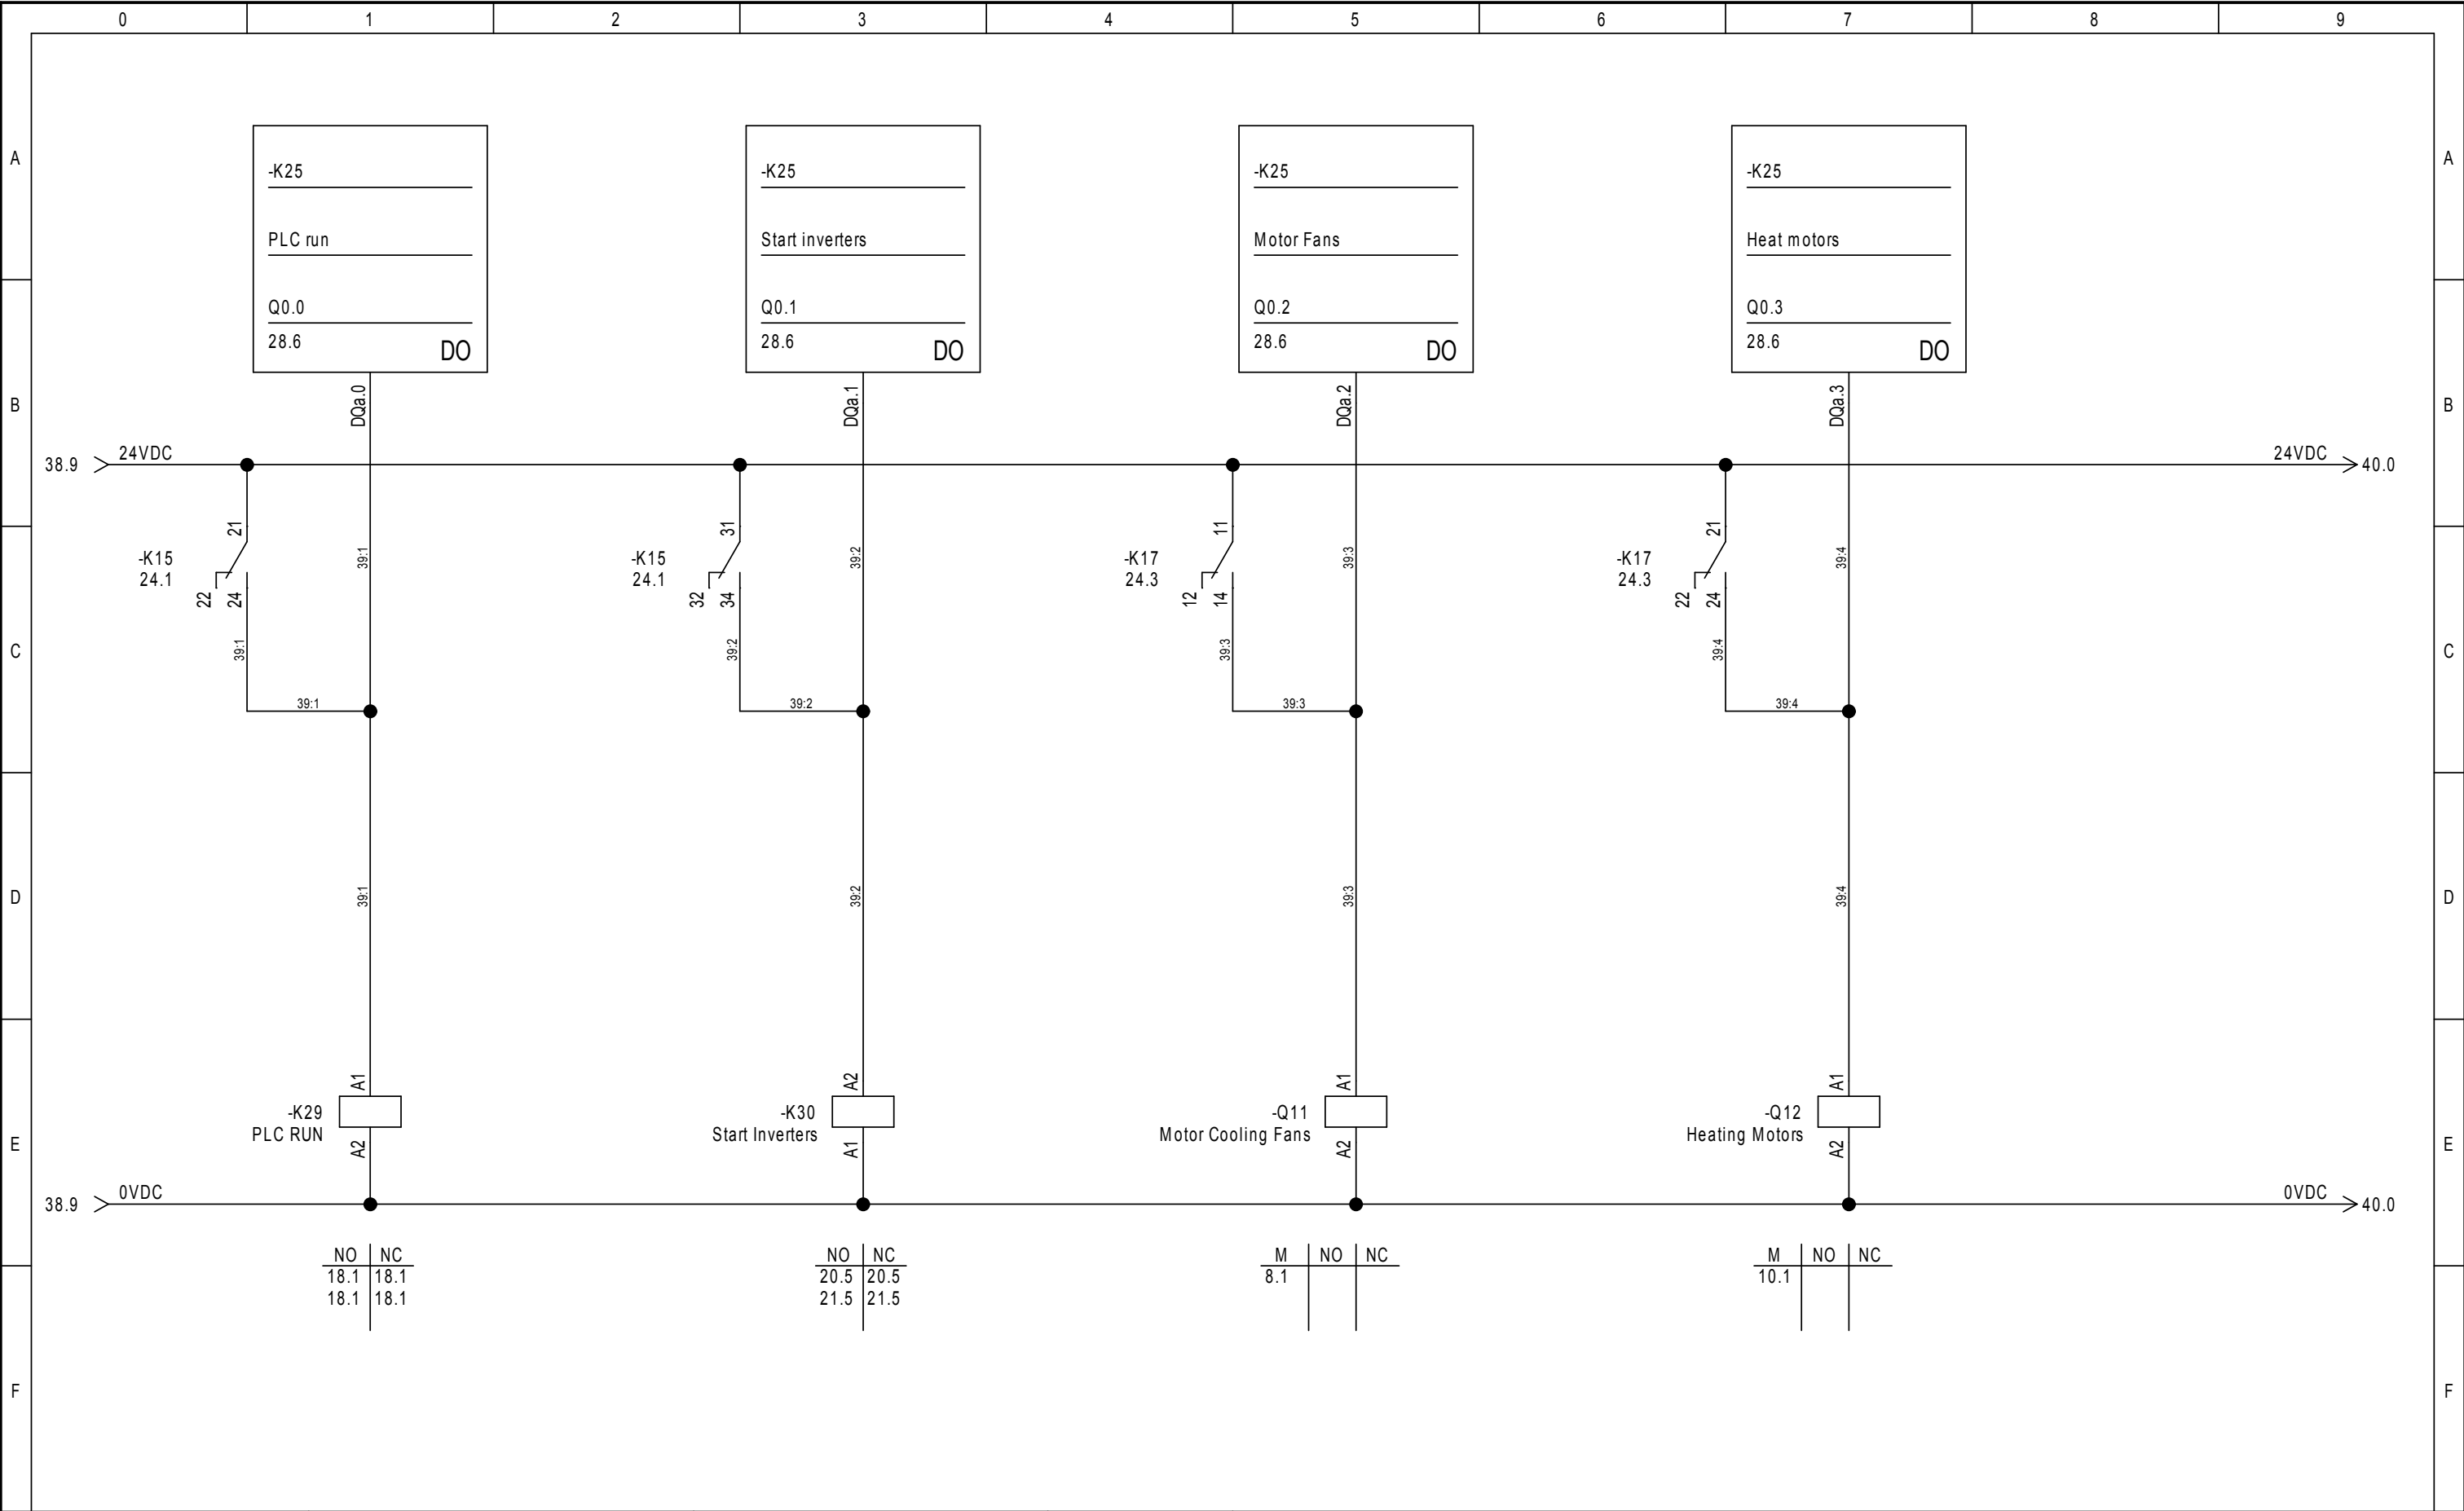 0 1 2 3 4 5 6 7 8 9
A A
-K25 -K25 -K25 -K25
PLC run Start inverters Motor Fans Heat motors
Q0.0 Q0.1 Q0.2 Q0.3
28.6 DO 28.6 DO 28.6 DO 28.6 DO
B B
DQa.0 DQa.1 DQa.2 DQa.3
38.9 24VDC 24VDC 40.0
21 31 11 21
-K15 39:1 -K15 39:2 -K17 39:3 -K17 39:4
24.1 24.1 24.3 24.3
22 24 32 34 12 14 22 24
C C
39:1 39:2 39:3 39:4
39:1 39:2 39:3 39:4
D D
39:1 39:2 39:3 39:4
A1 A2 A1 A1
-K29 -K30 -Q11 -Q12
PLC RUN Start Inverters Motor Cooling Fans Heating Motors
E E
A2 A1 A2 A2
38.9 0VDC 0VDC 40.0
NO NC NO NC M NO NC M NO NC
18.1 18.1 20.5 20.5 8.1 10.1
18.1 18.1 21.5 21.5
F F